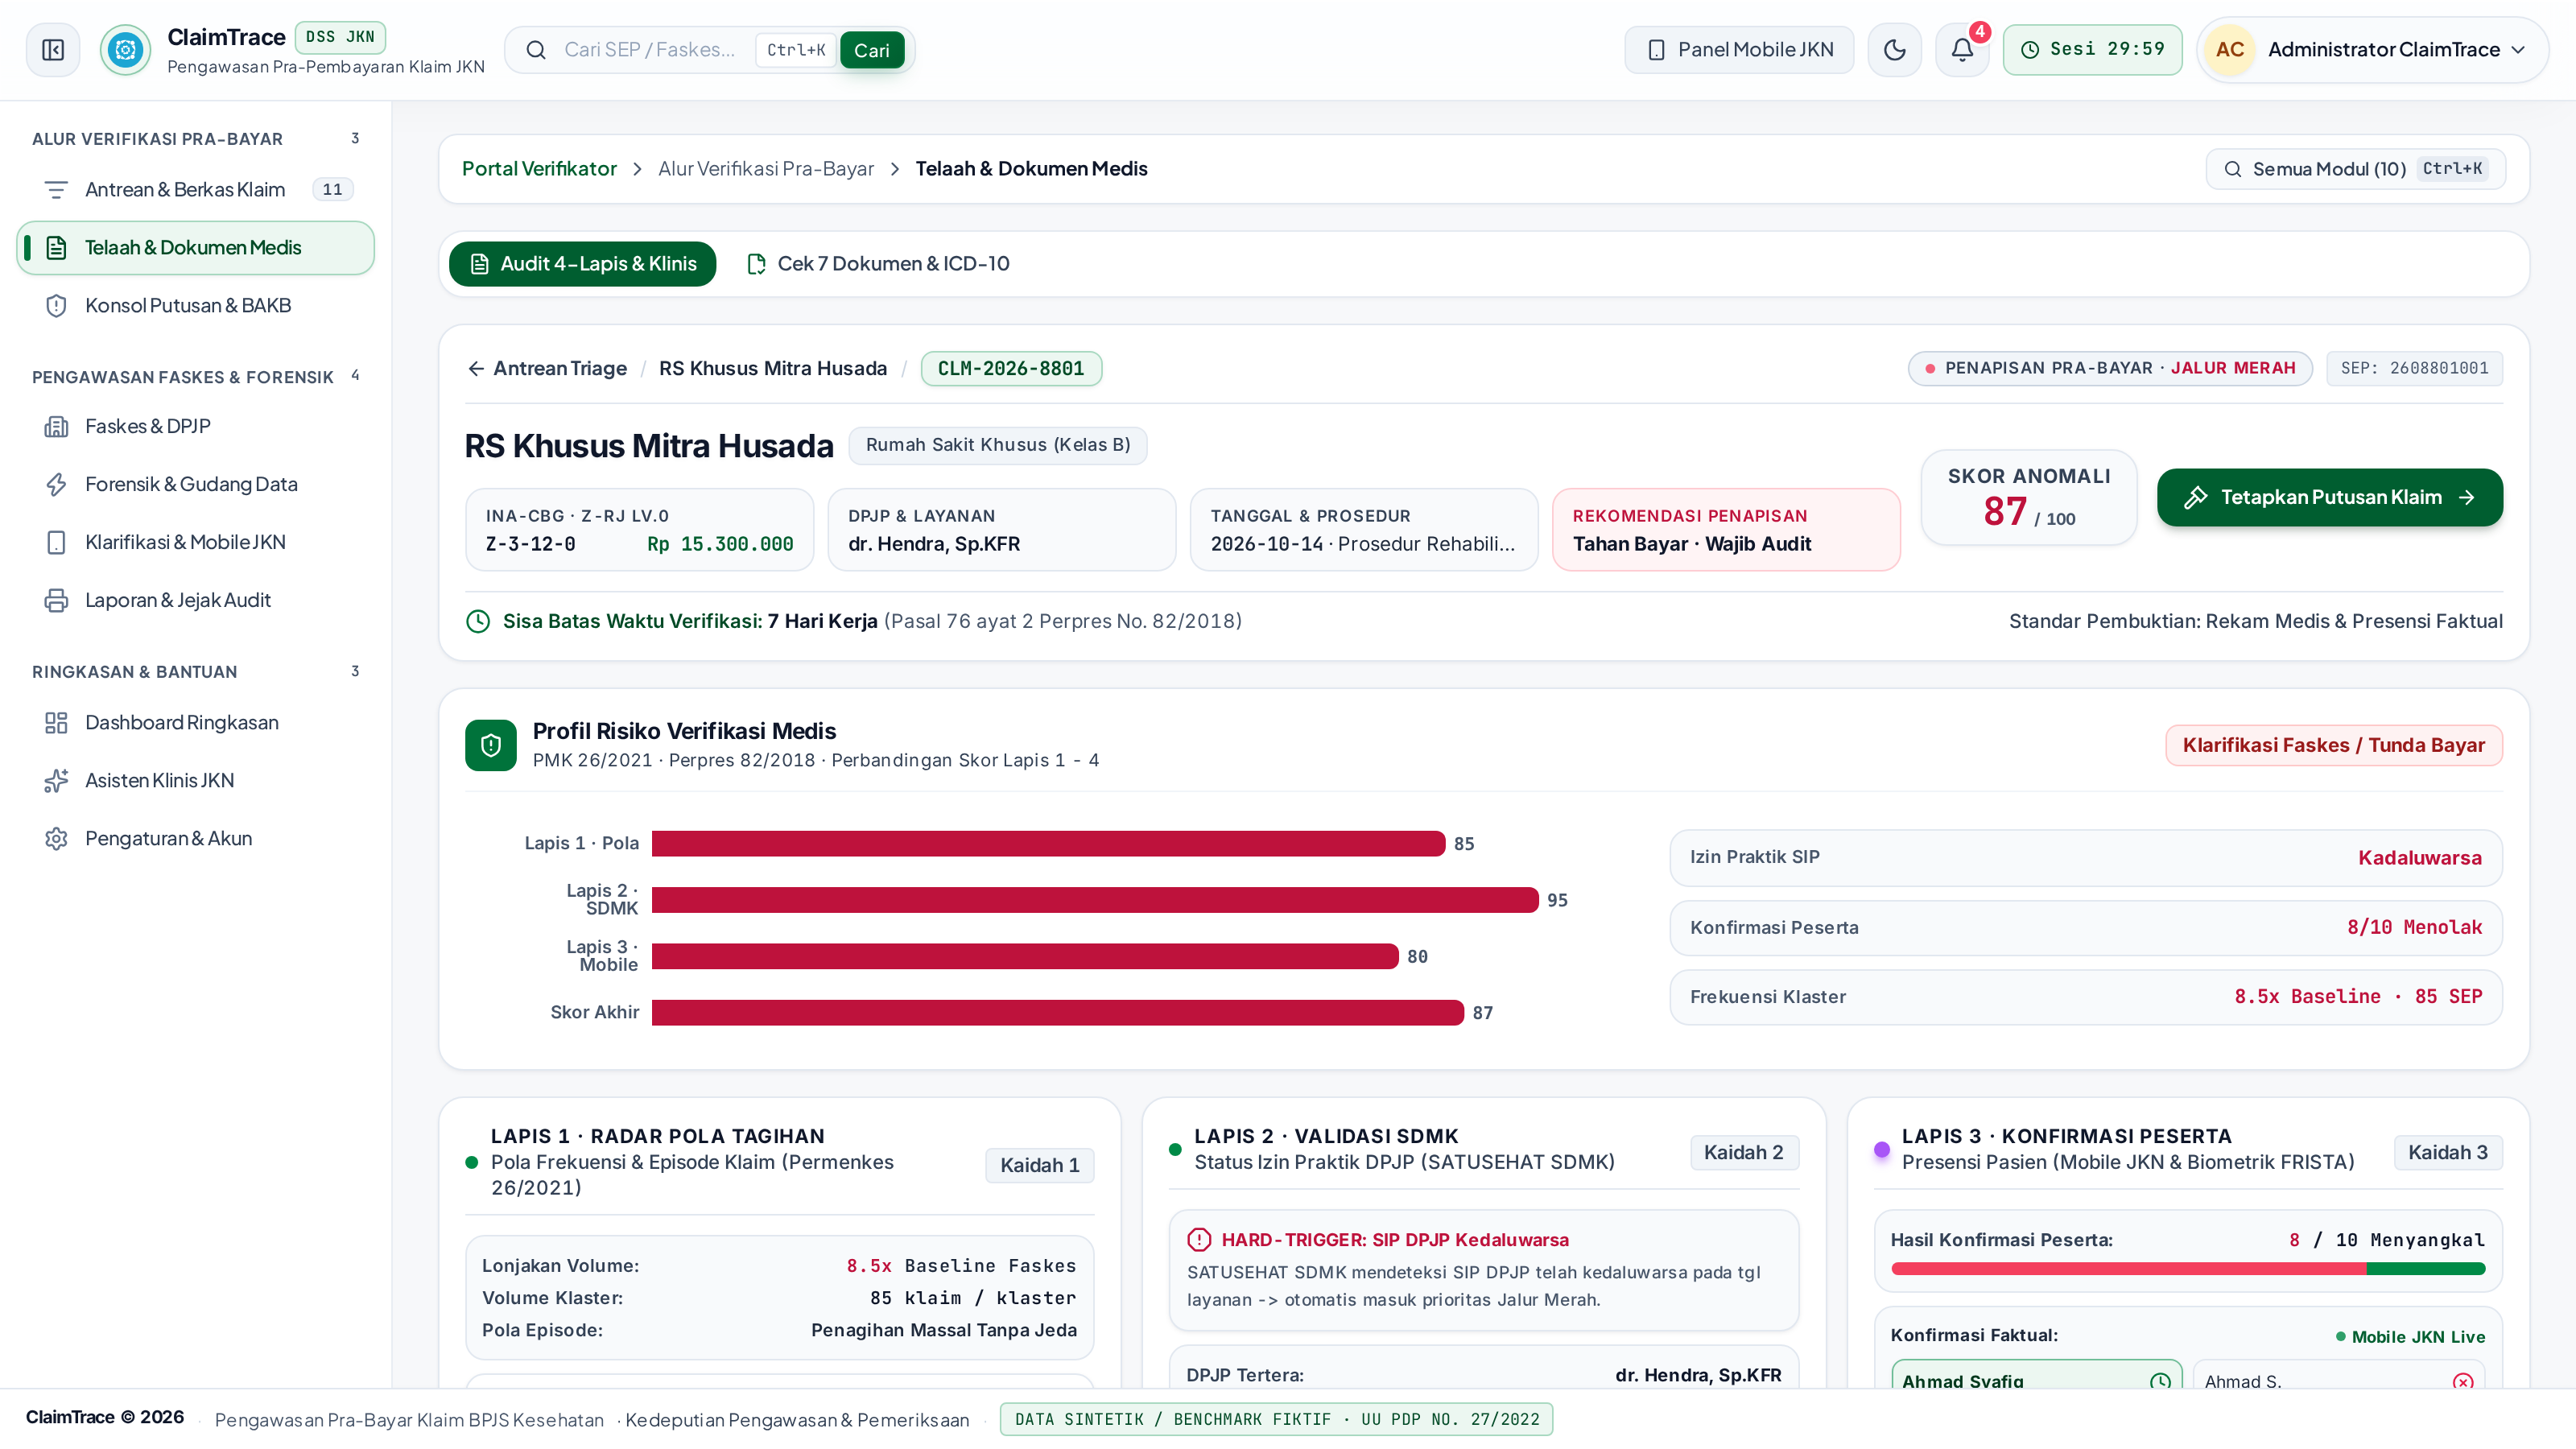 ClaimTrace DSS JKN
Pengawasan Pra-Pembayaran Klaim JKN
Cari SEP / Faskes... Ctrl+K Cari
Panel Mobile JKN
4
Sesi 29:59
AC Administrator ClaimTrace
ALUR VERIFIKASI PRA-BAYAR 3
Antrean & Berkas Klaim 11
Telaah & Dokumen Medis
Konsol Putusan & BAKB
PENGAWASAN FASKES & FORENSIK 4
Faskes & DPJP
Forensik & Gudang Data
Klarifikasi & Mobile JKN
Laporan & Jejak Audit
RINGKASAN & BANTUAN 3
Dashboard Ringkasan
Asisten Klinis JKN
Pengaturan & Akun
Portal Verifikator > Alur Verifikasi Pra-Bayar > Telaah & Dokumen Medis
Semua Modul (10) Ctrl+K
Audit 4-Lapis & Klinis
Cek 7 Dokumen & ICD-10
← Antrean Triage / RS Khusus Mitra Husada / CLM-2026-8801
PENAPISAN PRA-BAYAR · JALUR MERAH
SEP: 2608801001
RS Khusus Mitra Husada Rumah Sakit Khusus (Kelas B)
INA-CBG · Z-RJ LV.0
Z-3-12-0 Rp 15.300.000
DPJP & LAYANAN
dr. Hendra, Sp.KFR
TANGGAL & PROSEDUR
2026-10-14 · Prosedur Rehabili...
REKOMENDASI PENAPISAN
Tahan Bayar · Wajib Audit
SKOR ANOMALI
87 / 100
Tetapkan Putusan Klaim →
Sisa Batas Waktu Verifikasi: 7 Hari Kerja (Pasal 76 ayat 2 Perpres No. 82/2018)
Standar Pembuktian: Rekam Medis & Presensi Faktual
Profil Risiko Verifikasi Medis
PMK 26/2021 · Perpres 82/2018 · Perbandingan Skor Lapis 1 - 4
Klarifikasi Faskes / Tunda Bayar
Lapis 1 · Pola 85
Lapis 2 ·
SDMK 95
Lapis 3 ·
Mobile 80
Skor Akhir 87
Izin Praktik SIP Kadaluwarsa
Konfirmasi Peserta 8/10 Menolak
Frekuensi Klaster 8.5x Baseline · 85 SEP
LAPIS 1 · RADAR POLA TAGIHAN
Pola Frekuensi & Episode Klaim (Permenkes
26/2021)
Kaidah 1
Lonjakan Volume: 8.5x Baseline Faskes
Volume Klaster: 85 klaim / klaster
Pola Episode: Penagihan Massal Tanpa Jeda
LAPIS 2 · VALIDASI SDMK
Status Izin Praktik DPJP (SATUSEHAT SDMK)
Kaidah 2
HARD-TRIGGER: SIP DPJP Kedaluwarsa
SATUSEHAT SDMK mendeteksi SIP DPJP telah kedaluwarsa pada tgl
layanan -> otomatis masuk prioritas Jalur Merah.
DPJP Tertera: dr. Hendra, Sp.KFR
LAPIS 3 · KONFIRMASI PESERTA
Presensi Pasien (Mobile JKN & Biometrik FRISTA)
Kaidah 3
Hasil Konfirmasi Peserta: 8 / 10 Menyangkal
Konfirmasi Faktual: Mobile JKN Live
Ahmad Syafiq
Ahmad S.
ClaimTrace © 2026 · Pengawasan Pra-Bayar Klaim BPJS Kesehatan · Kedeputian Pengawasan & Pemeriksaan · DATA SINTETIK / BENCHMARK FIKTIF · UU PDP NO. 27/2022